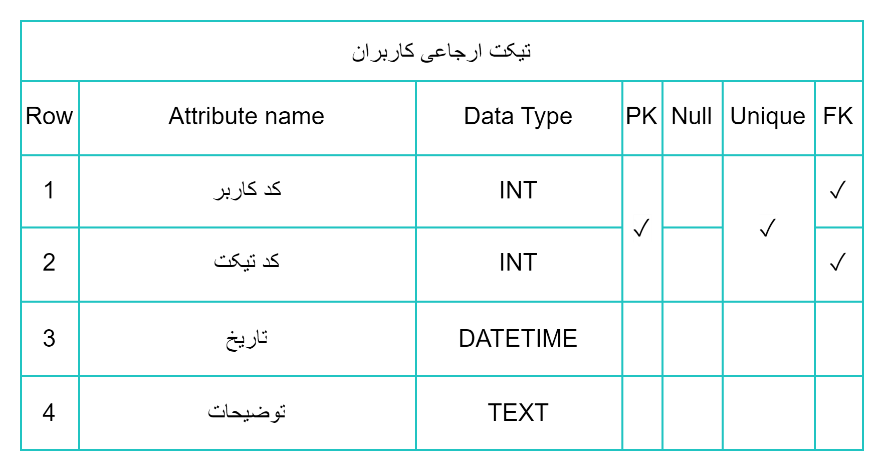 تیکت ارجاعی کاربران
Row Attribute name Data Type PK Null Unique FK
1 کد کاربر INT ✓ ✓ ✓
2 کد تیکت INT ✓
3 تاریخ DATETIME
4 توضیحات TEXT